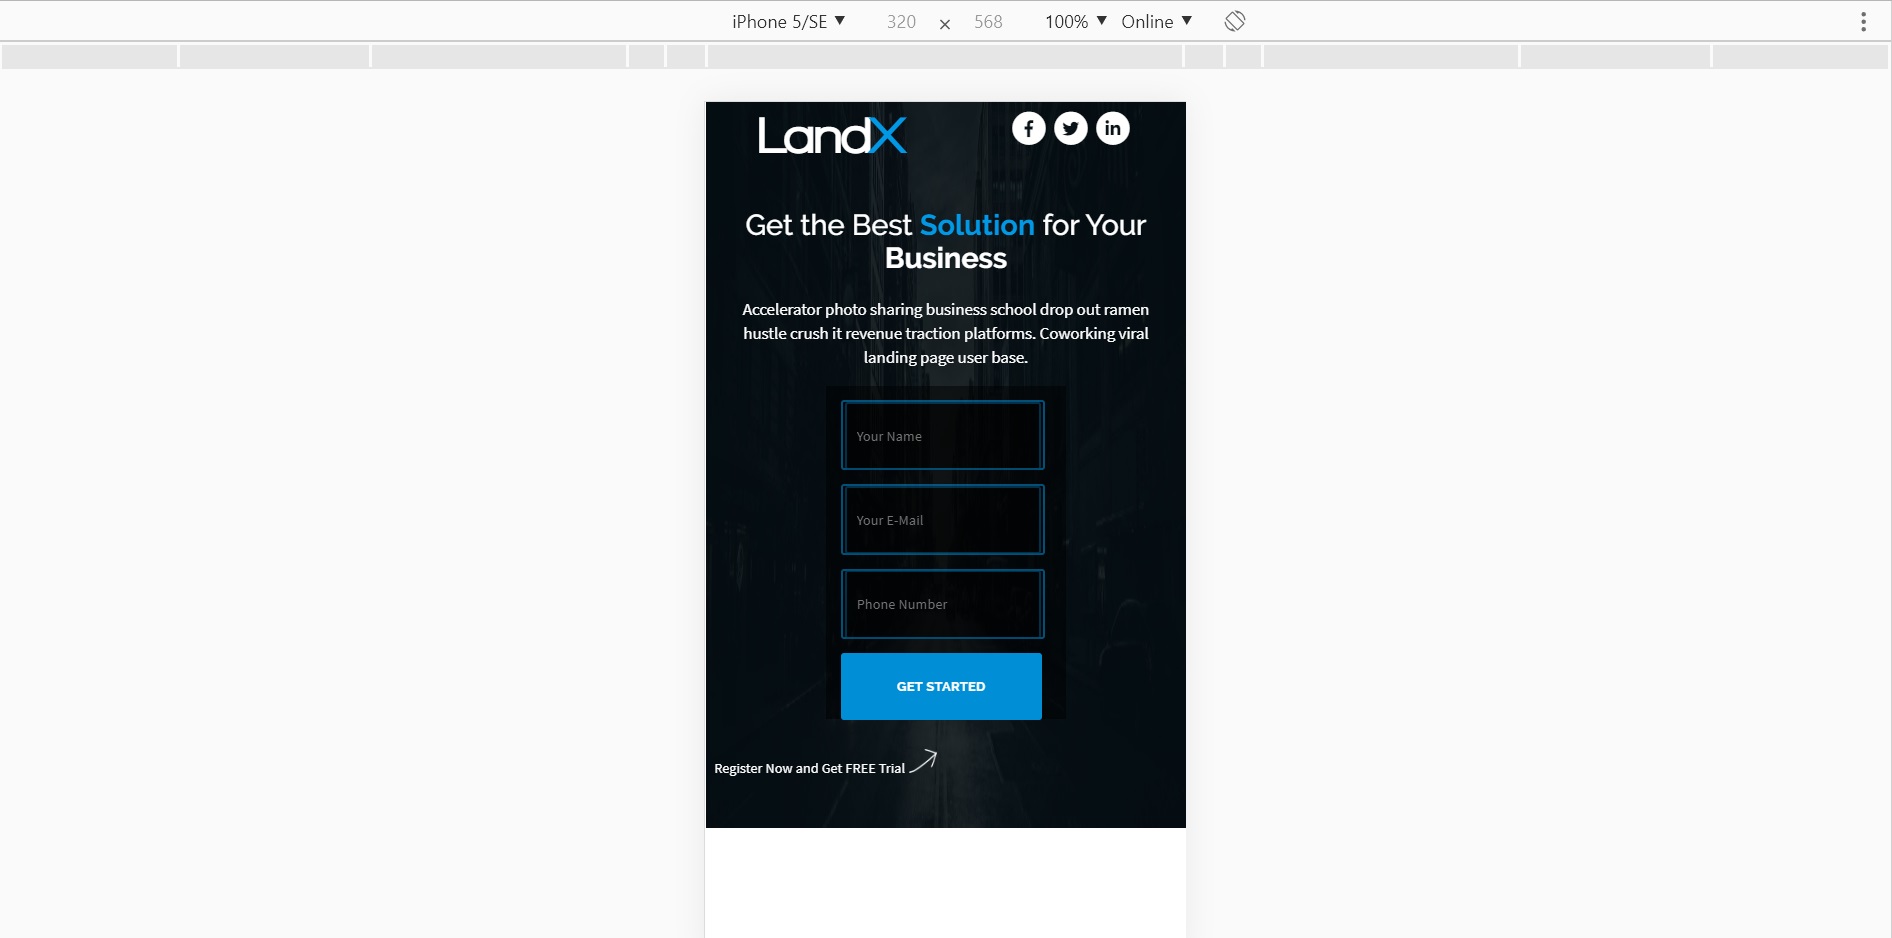 iPhone 5/SE ▼ 320 × 568 100% ▼ Online ▼
LandX
Get the Best Solution for Your
Business
Accelerator photo sharing business school drop out ramen
hustle crush it revenue traction platforms. Coworking viral
landing page user base.
Your Name
Your E-Mail
Phone Number
GET STARTED
Register Now and Get FREE Trial